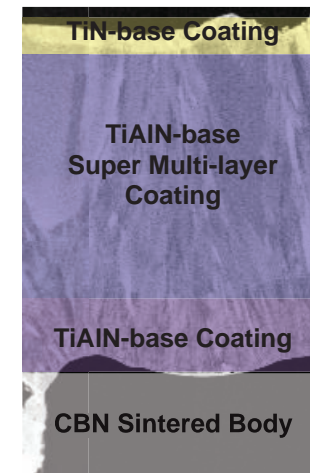 TiN-base Coating
TiAlN-base
Super Multi-layer
Coating
TiAlN-base Coating
CBN Sintered Body